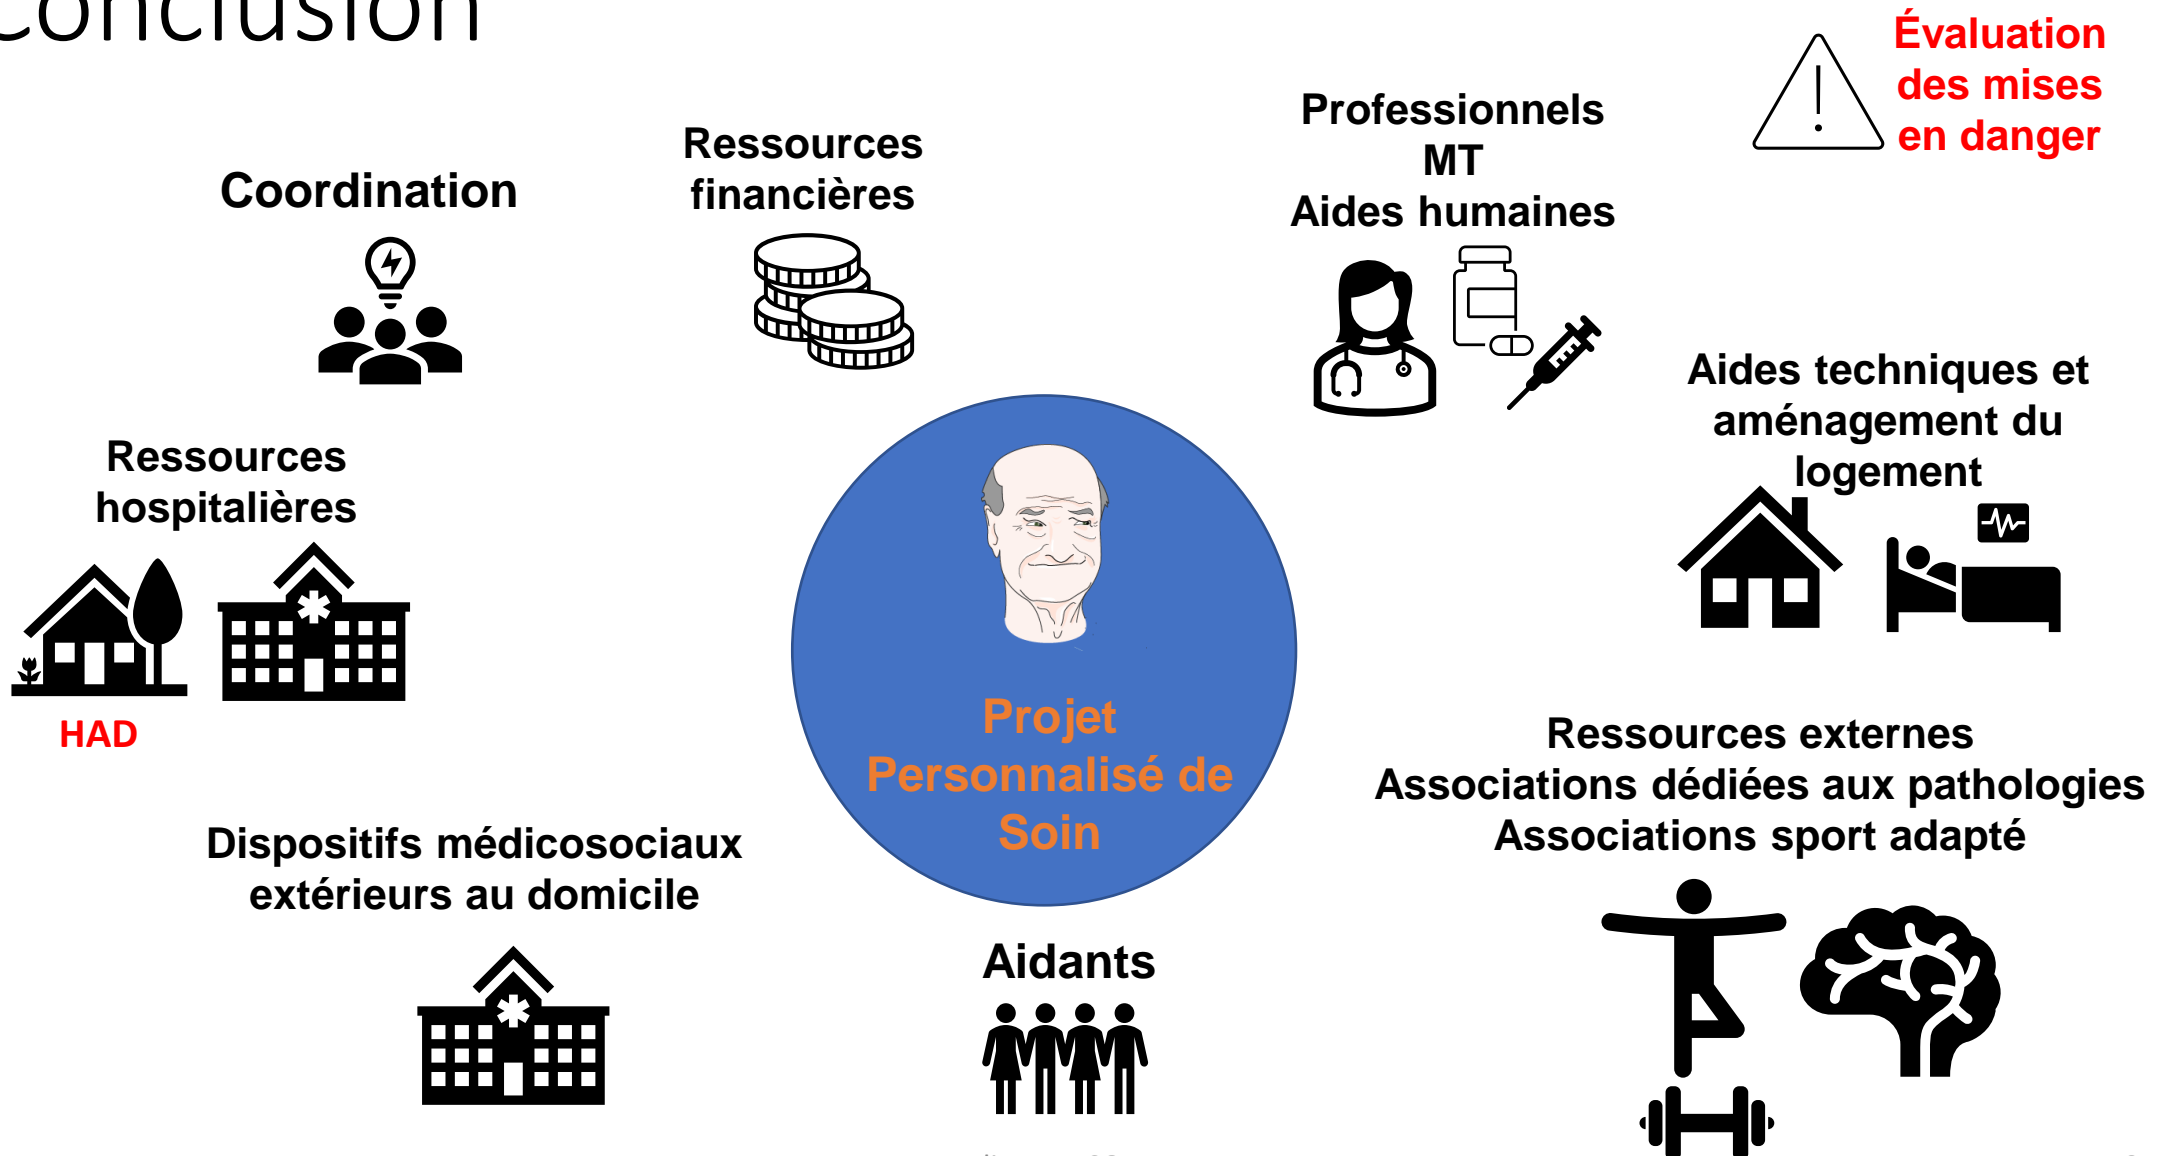 Conclusion
Évaluation
des mises
en danger
Professionnels
MT
Aides humaines
Ressources
financières
Coordination
Aides techniques et
aménagement du
logement
Ressources
hospitalières
HAD
Projet
Personnalisé de
Soin
Ressources externes
Associations dédiées aux pathologies
Associations sport adapté
Dispositifs médicosociaux
extérieurs au domicile
Aidants